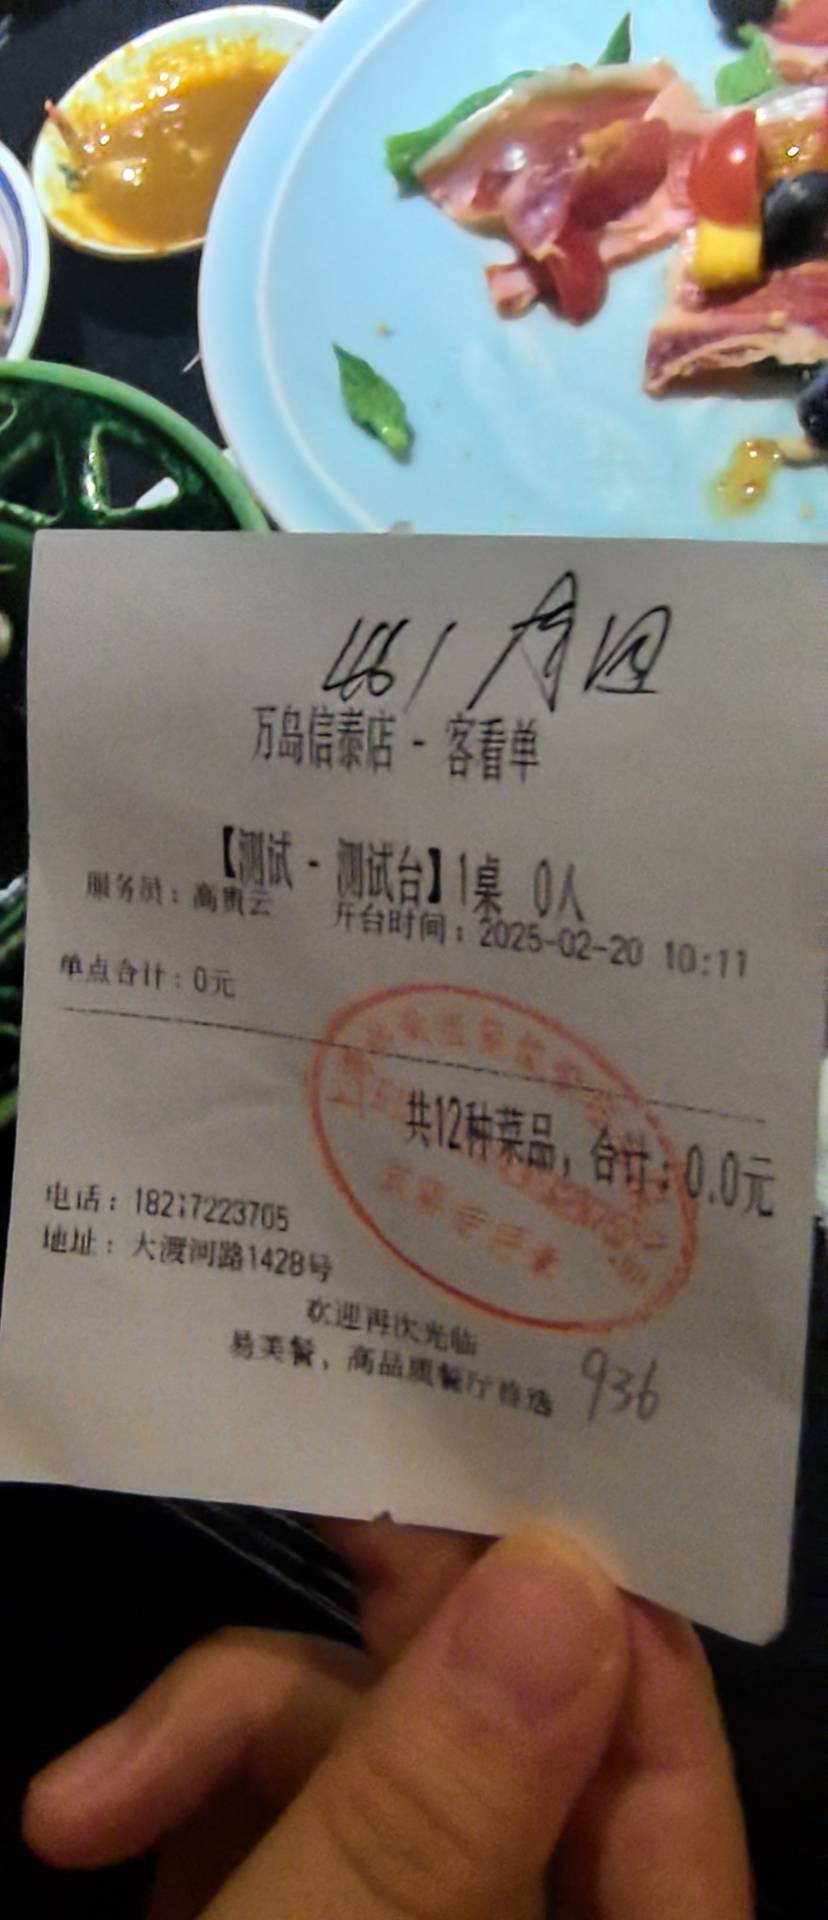 万岛信泰店 - 客看单
【测试 - 测试台】1桌 0人
服务员：高贵云 开台时间：2025-02-20 10:11
单点合计：0元
共12种菜品，合计：0.0元
电话：18217223705
地址：大渡河路1428号
欢迎再次光临
易美餐，高品质餐厅首选
936